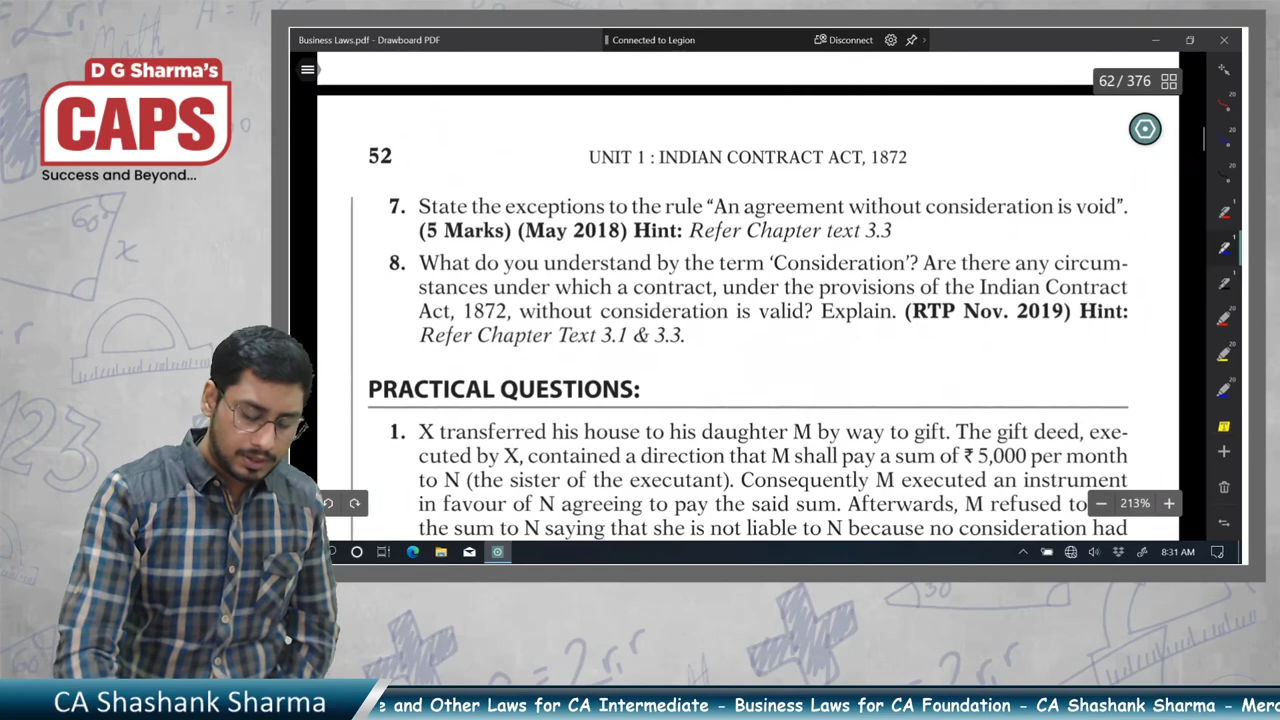 D G Sharma's
CAPS
Success and Beyond...
Business Laws.pdf - Drawboard PDF
Connected to Legion
Disconnect
62 / 376
52
UNIT 1 : INDIAN CONTRACT ACT, 1872
7. State the exceptions to the rule “An agreement without consideration is void”.
(5 Marks) (May 2018) Hint: Refer Chapter text 3.3
8. What do you understand by the term ‘Consideration’? Are there any circum-
stances under which a contract, under the provisions of the Indian Contract
Act, 1872, without consideration is valid? Explain. (RTP Nov. 2019) Hint:
Refer Chapter Text 3.1 & 3.3.
PRACTICAL QUESTIONS:
1. X transferred his house to his daughter M by way to gift. The gift deed, exe-
cuted by X, contained a direction that M shall pay a sum of ₹ 5,000 per month
to N (the sister of the executant). Consequently M executed an instrument
in favour of N agreeing to pay the said sum. Afterwards, M refused to
213%
the sum to N saying that she is not liable to N because no consideration had
8:31 AM
CA Shashank Sharma
e and Other Laws for CA Intermediate - Business Laws for CA Foundation - CA Shashank Sharma - Merc